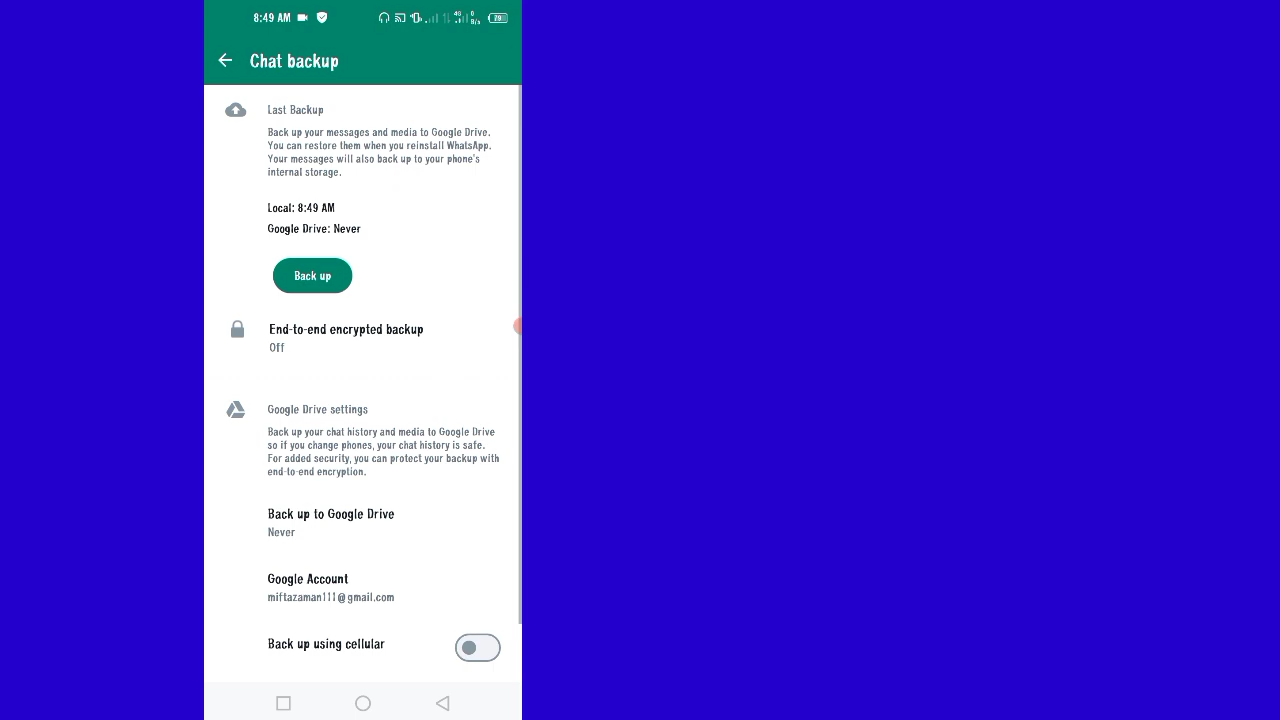 8:49 AM 4G 0 B/s 79
Chat backup
Last Backup
Back up your messages and media to Google Drive.
You can restore them when you reinstall WhatsApp.
Your messages will also back up to your phone's
internal storage.
Local: 8:49 AM
Google Drive: Never
Back up
End-to-end encrypted backup
Off
Google Drive settings
Back up your chat history and media to Google Drive
so if you change phones, your chat history is safe.
For added security, you can protect your backup with
end-to-end encryption.
Back up to Google Drive
Never
Google Account
miftazaman111@gmail.com
Back up using cellular